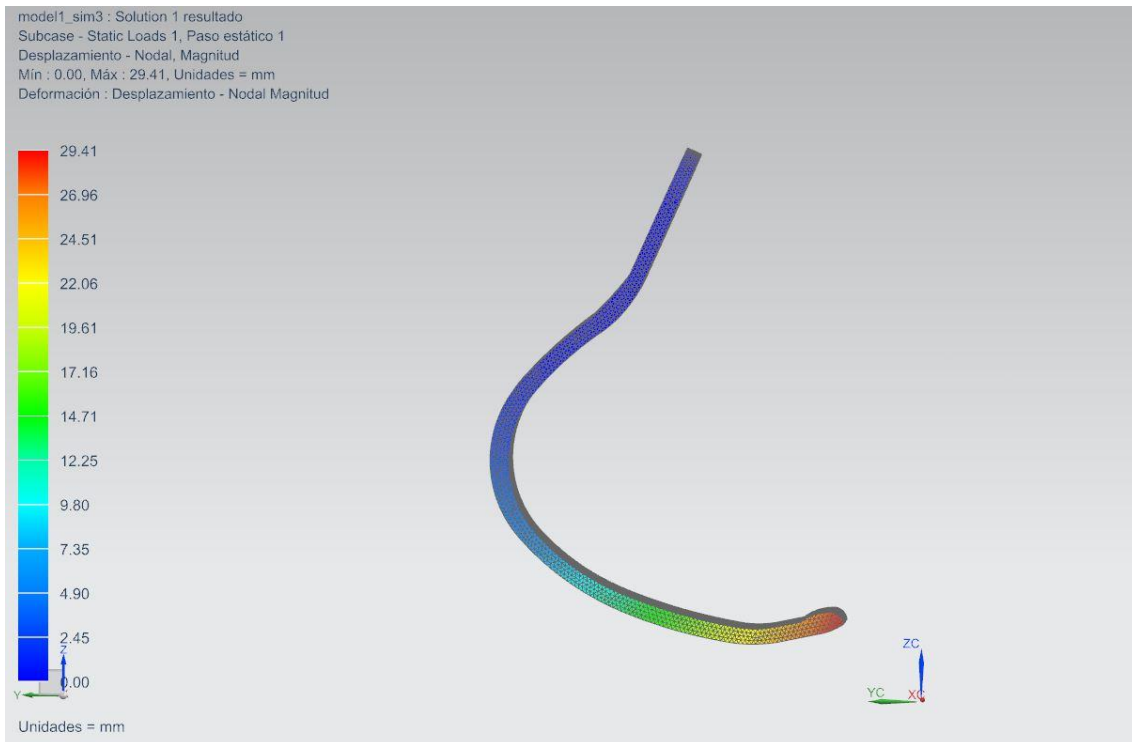 model1_sim3 : Solution 1 resultado
Subcase - Static Loads 1, Paso estático 1
Desplazamiento - Nodal, Magnitud
Mín : 0.00, Máx : 29.41, Unidades = mm
Deformación : Desplazamiento - Nodal Magnitud
29.41
26.96
24.51
22.06
19.61
17.16
14.71
12.25
9.80
7.35
4.90
2.45
0.00
Z
Y
ZC
YC
XC
Unidades = mm